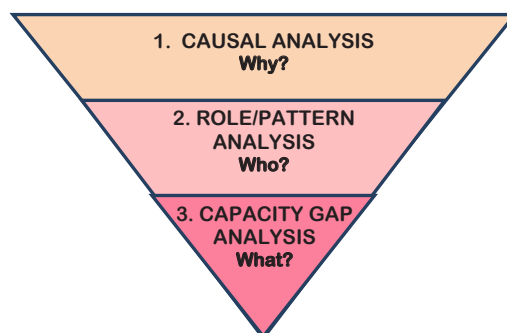 1. CAUSAL ANALYSIS
Why?
2. ROLE/PATTERN
ANALYSIS
Who?
3. CAPACITY GAP
ANALYSIS
What?